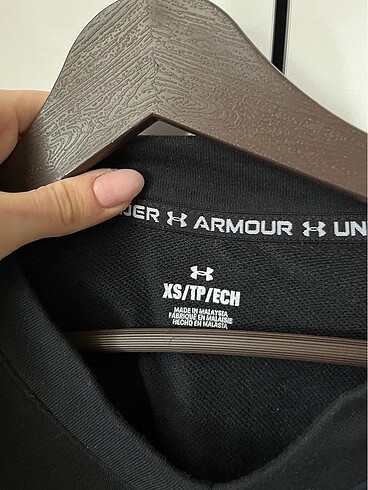 DER ARMOUR UN
XS/TP/ECH
MADE IN MALAYSIA
FABRIQUÉ EN MALAISIE
HECHO EN MALASIA